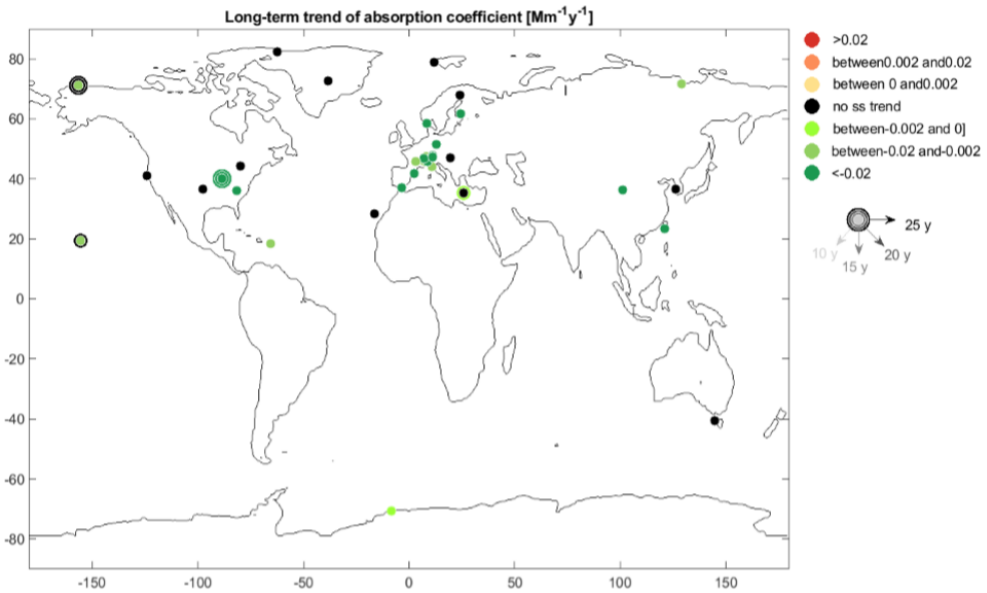 Long-term trend of absorption coefficient [Mm-1y-1]
80
60
40
20
0
-20
-40
-60
-80
-150
-100
-50
0
50
100
150
>0.02
between0.002 and0.02
between 0 and0.002
no ss trend
between-0.002 and 0]
between-0.02 and-0.002
<-0.02
25 y
20 y
15 y
10 y